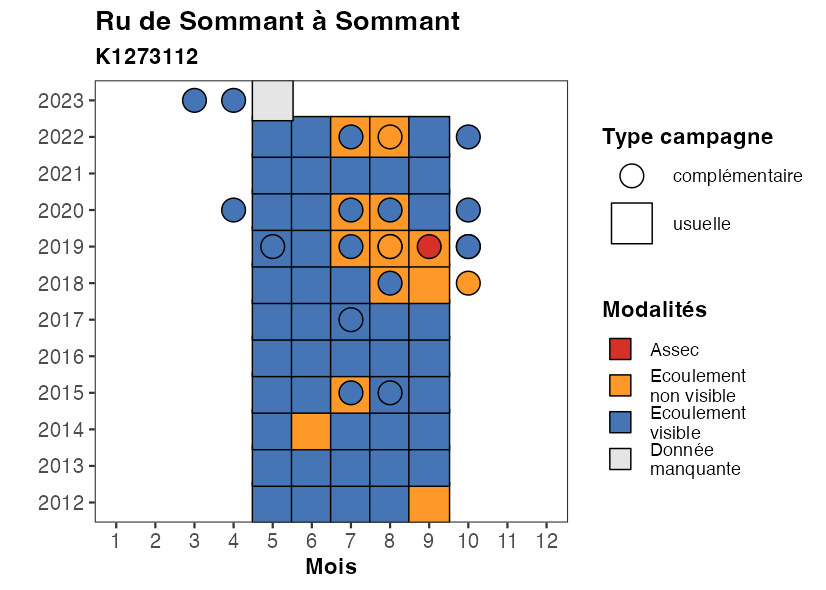 Ru de Sommant à Sommant
K1273112
2023
2022
2021
2020
2019
2018
2017
2016
2015
2014
2013
2012
1 2 3 4 5 6 7 8 9 10 11 12
Mois
Type campagne
complémentaire
usuelle
Modalités
Assec
Ecoulement
non visible
Ecoulement
visible
Donnée
manquante